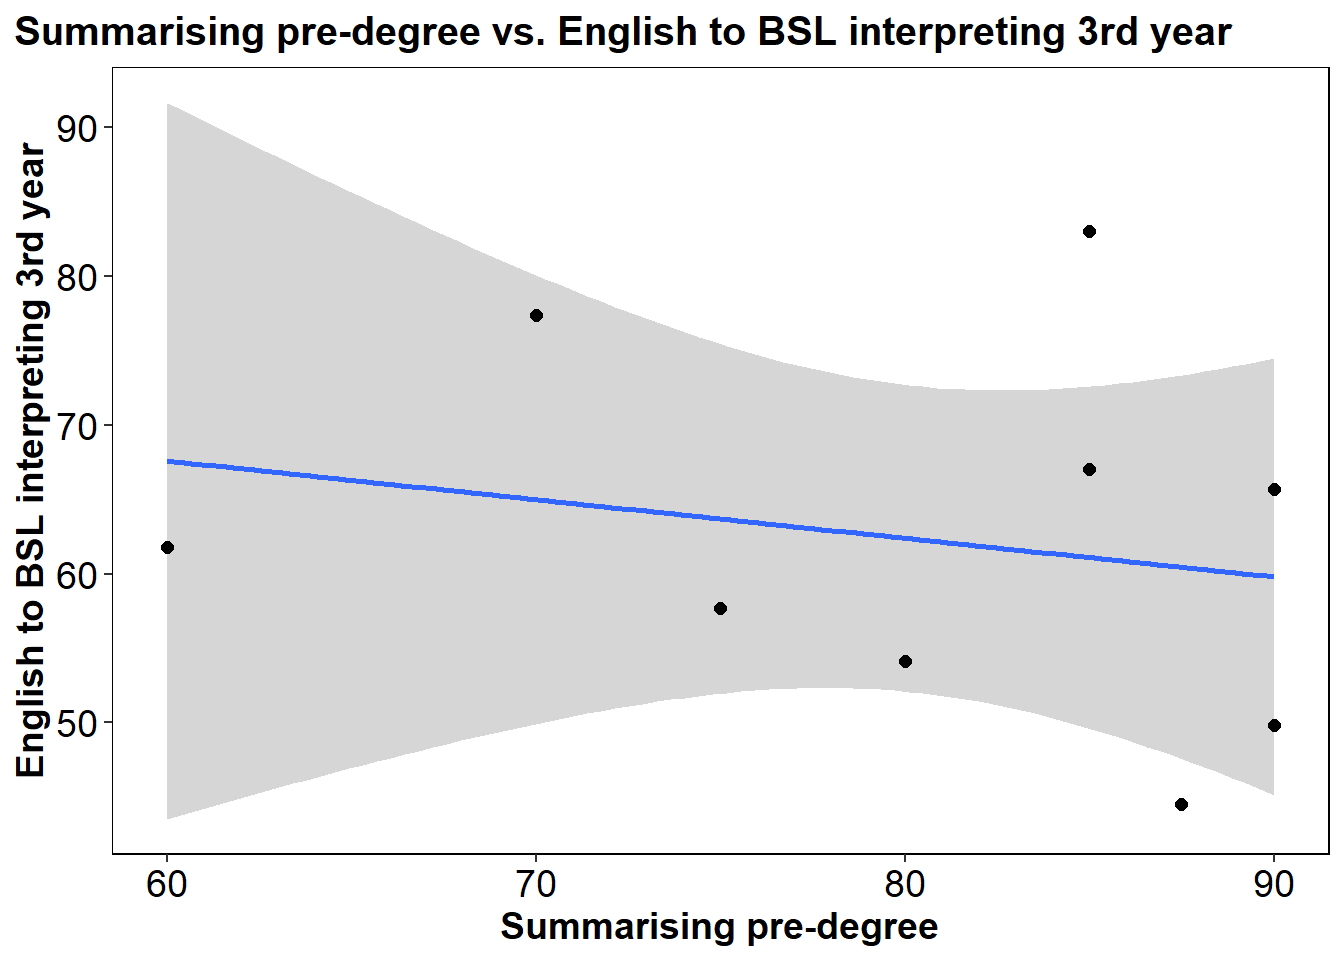 Summarising pre-degree vs. English to BSL interpreting 3rd year
English to BSL interpreting 3rd year
90
80
70
60
50
60 70 80 90
Summarising pre-degree